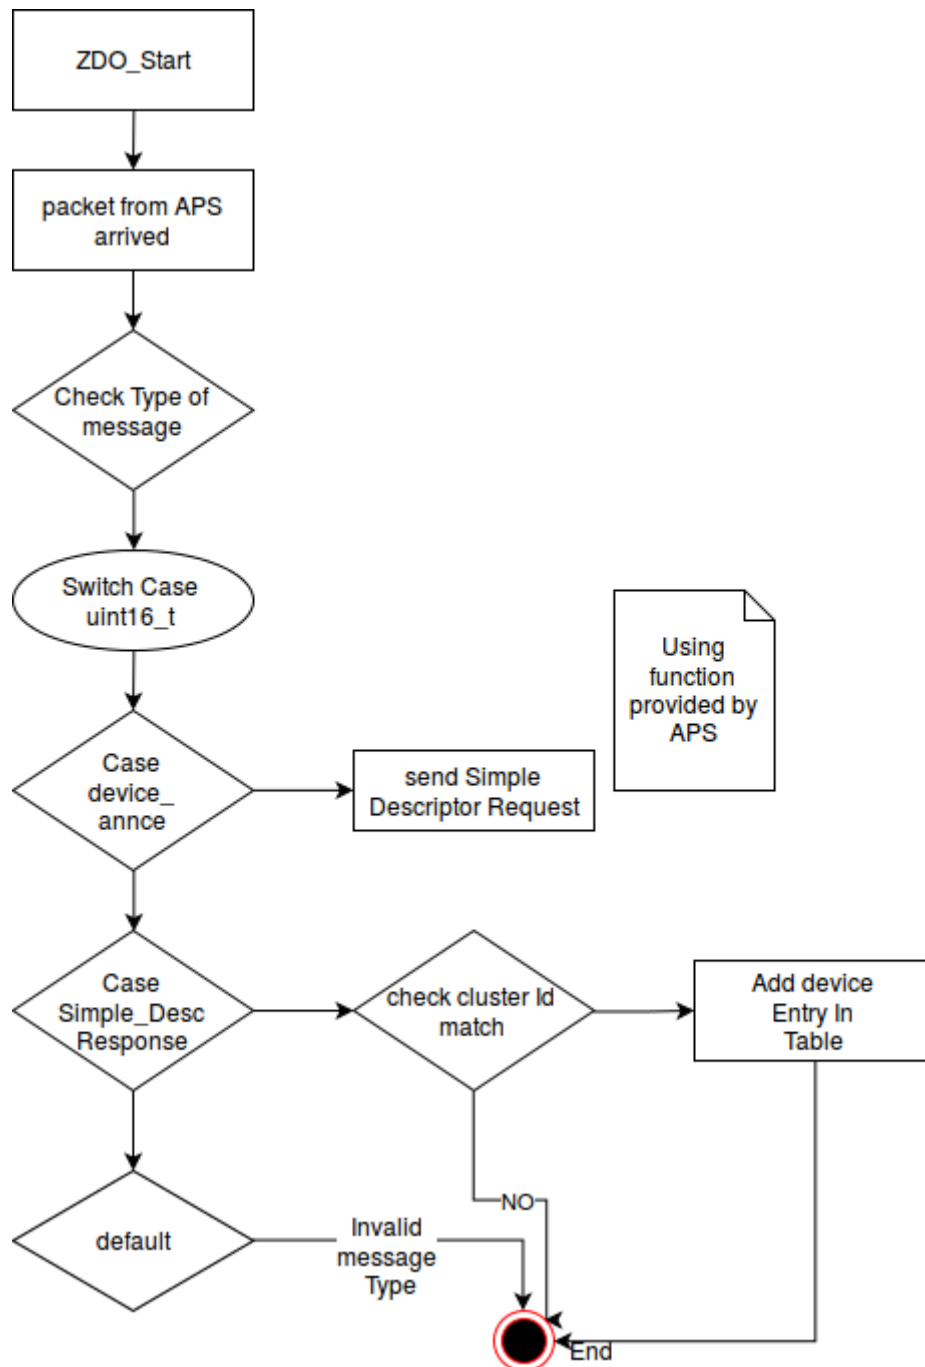 ZDO_Start
packet from APS
arrived
Check Type of
message
Switch Case
uint16_t
Using
function
provided by
APS
Case
device_
annce
send Simple
Descriptor Request
Case
Simple_Desc
Response
check cluster Id
match
Add device
Entry In
Table
NO
default
Invalid
message
Type
End